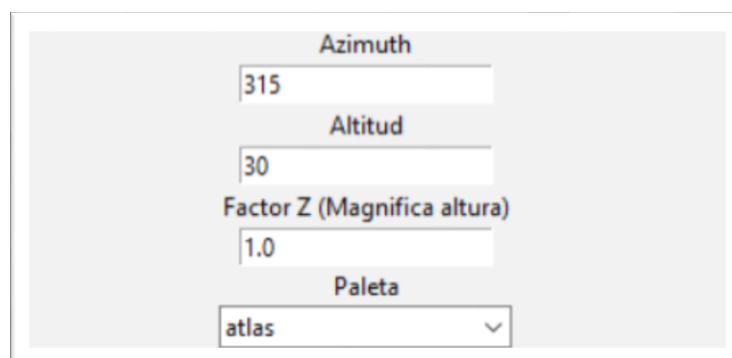 Azimuth
315
Altitud
30
Factor Z (Magnifica altura)
1.0
Paleta
atlas